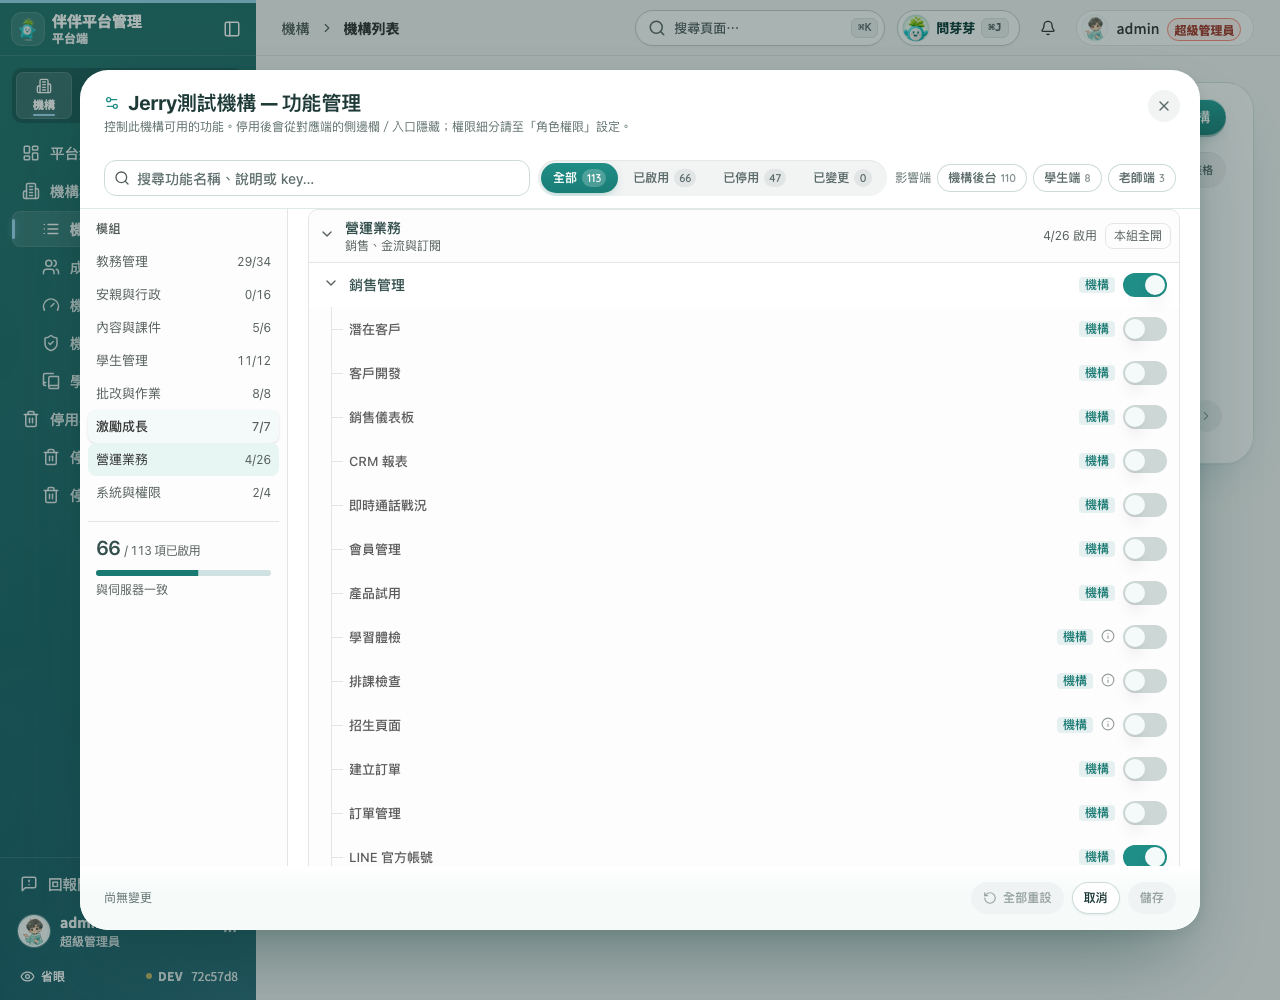 伴伴平台管理
平台端
機構
機構列表
搜尋頁面…
⌘K
問芽芽
⌘J
admin
超級管理員
機構
平台
機構
停用
回報
adm
超級管理員
省眼
DEV
72c57d8
Jerry測試機構 — 功能管理
控制此機構可用的功能。停用後會從對應端的側邊欄 / 入口隱藏；權限細分請至「角色權限」設定。
搜尋功能名稱、說明或 key...
全部 113
已啟用 66
已停用 47
已變更 0
影響端
機構後台 110
學生端 8
老師端 3
模組
教務管理 29/34
安親與行政 0/16
內容與課件 5/6
學生管理 11/12
批改與作業 8/8
激勵成長 7/7
營運業務 4/26
系統與權限 2/4
66 / 113 項已啟用
與伺服器一致
營運業務
銷售、金流與訂閱
4/26 啟用
本組全開
銷售管理 機構
潛在客戶 機構
客戶開發 機構
銷售儀表板 機構
CRM 報表 機構
即時通話戰況 機構
會員管理 機構
產品試用 機構
學習體檢 機構
排課檢查 機構
招生頁面 機構
建立訂單 機構
訂單管理 機構
LINE 官方帳號 機構
尚無變更
全部重設
取消
儲存